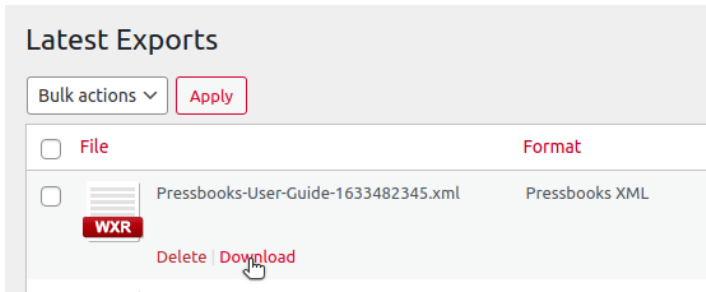 Latest Exports
Bulk actions Apply
File Format
Pressbooks-User-Guide-1633482345.xml Pressbooks XML
WXR
Delete | Download